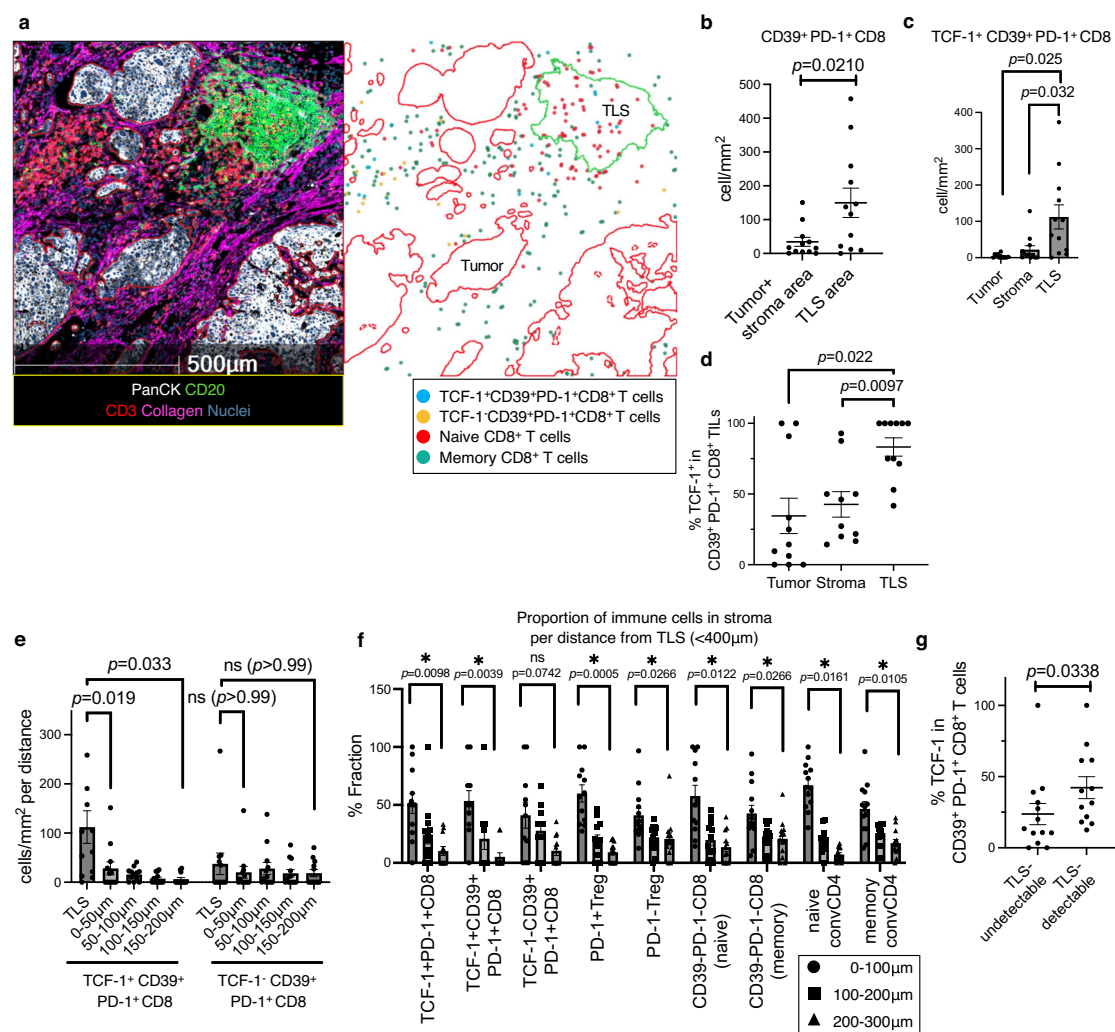 a
TLS
Tumor
500μm
PanCK CD20
CD3 Collagen Nuclei
TCF-1⁺CD39⁺PD-1⁺CD8⁺ T cells
TCF-1⁻CD39⁺PD-1⁺CD8⁺ T cells
Naive CD8⁺ T cells
Memory CD8⁺ T cells
b
CD39⁺ PD-1⁺ CD8
p=0.0210
cell/mm²
500
400
300
200
100
0
Tumor+
stroma area
TLS area
c
TCF-1⁺ CD39⁺PD-1⁺ CD8
p=0.025
p=0.032
cell/mm²
400
300
200
100
0
Tumor
Stroma
TLS
d
p=0.022
p=0.0097
% TCF-1⁺ in
CD39⁺ PD-1⁺ CD8⁺ TILs
100
50
0
Tumor Stroma TLS
e
p=0.033
p=0.019
ns (p>0.99)
ns (p>0.99)
cells/mm² per distance
300
200
100
0
TLS
0-50μm
50-100μm
100-150μm
150-200μm
TLS
0-50μm
50-100μm
100-150μm
150-200μm
TCF-1⁺ CD39⁺
PD-1⁺ CD8
TCF-1⁻ CD39⁺
PD-1⁺ CD8
f
Proportion of immune cells in stroma
per distance from TLS (<400μm)
* * ns * * * * * *
p=0.0098 p=0.0039 p=0.0742 p=0.0005 p=0.0266 p=0.0122 p=0.0266 p=0.0161 p=0.0105
% Fraction
150
100
50
0
TCF-1+PD-1+CD8
TCF-1+CD39+
PD-1+CD8
TCF-1-CD39+
PD-1+CD8
PD-1+Treg
PD-1-Treg
CD39-PD-1-CD8
(naive)
CD39-PD-1-CD8
(memory)
naive
convCD4
memory
convCD4
0-100μm
100-200μm
200-300μm
g
p=0.0338
% TCF-1 in
CD39⁺ PD-1⁺ CD8⁺ T cells
100
50
0
TLS-
undetectable
TLS-
detectable